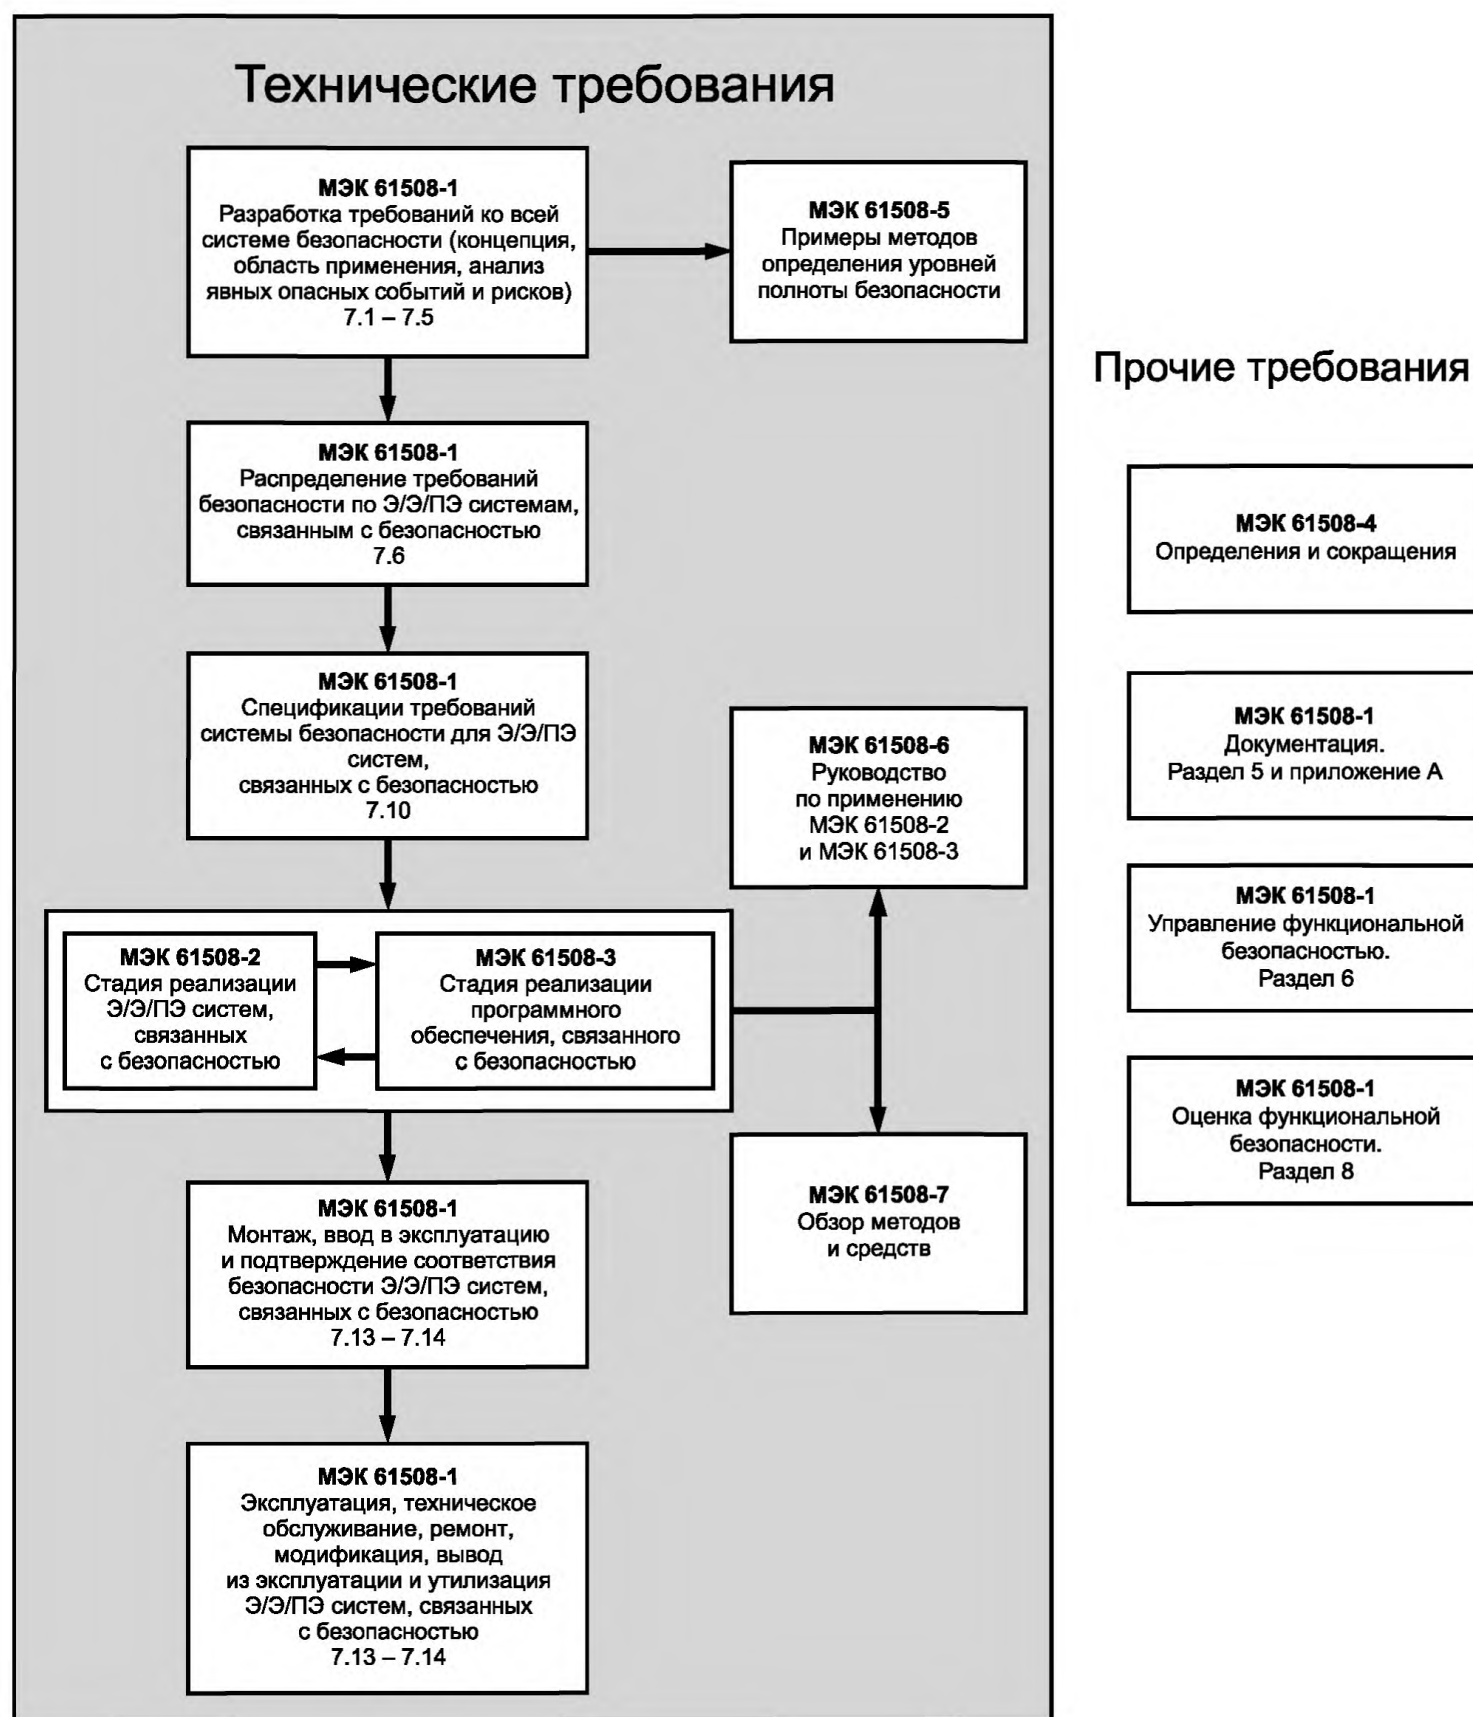 Технические требования
МЭК 61508-1
Разработка требований ко всей
системе безопасности (концепция,
область применения, анализ
явных опасных событий и рисков)
7.1 – 7.5
МЭК 61508-5
Примеры методов
определения уровней
полноты безопасности
МЭК 61508-1
Распределение требований
безопасности по Э/Э/ПЭ системам,
связанным с безопасностью
7.6
МЭК 61508-1
Спецификации требований
системы безопасности для Э/Э/ПЭ
систем,
связанных с безопасностью
7.10
МЭК 61508-6
Руководство
по применению
МЭК 61508-2
и МЭК 61508-3
МЭК 61508-2
Стадия реализации
Э/Э/ПЭ систем,
связанных
с безопасностью
МЭК 61508-3
Стадия реализации
программного
обеспечения, связанного
с безопасностью
МЭК 61508-7
Обзор методов
и средств
МЭК 61508-1
Монтаж, ввод в эксплуатацию
и подтверждение соответствия
безопасности Э/Э/ПЭ систем,
связанных с безопасностью
7.13 – 7.14
МЭК 61508-1
Эксплуатация, техническое
обслуживание, ремонт,
модификация, вывод
из эксплуатации и утилизация
Э/Э/ПЭ систем, связанных
с безопасностью
7.13 – 7.14
Прочие требования
МЭК 61508-4
Определения и сокращения
МЭК 61508-1
Документация.
Раздел 5 и приложение А
МЭК 61508-1
Управление функциональной
безопасностью.
Раздел 6
МЭК 61508-1
Оценка функциональной
безопасности.
Раздел 8